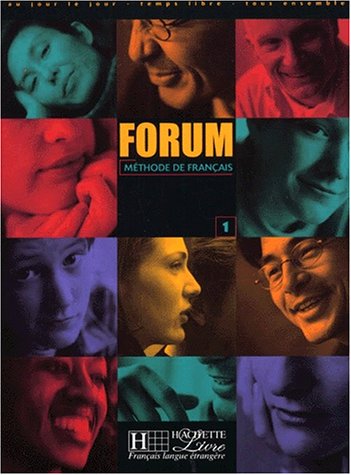 au jour le jour • temps libre • tous ensemble
FORUM
MÉTHODE DE FRANÇAIS
1
H HACHETTE
Livre
Français langue étrangère